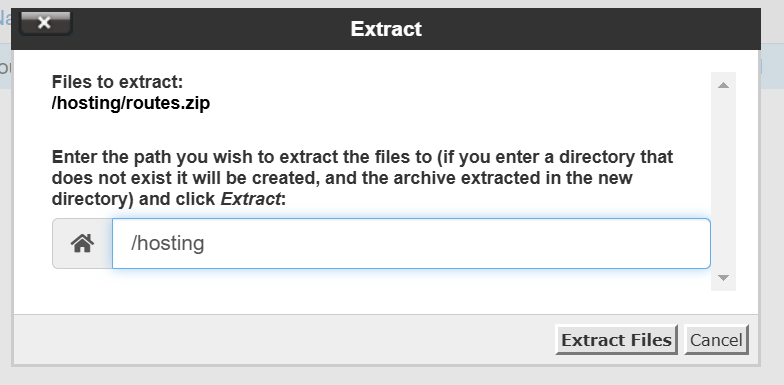 Extract
Files to extract:
/hosting/routes.zip
Enter the path you wish to extract the files to (if you enter a directory that
does not exist it will be created, and the archive extracted in the new
directory) and click Extract:
/hosting
Extract Files
Cancel